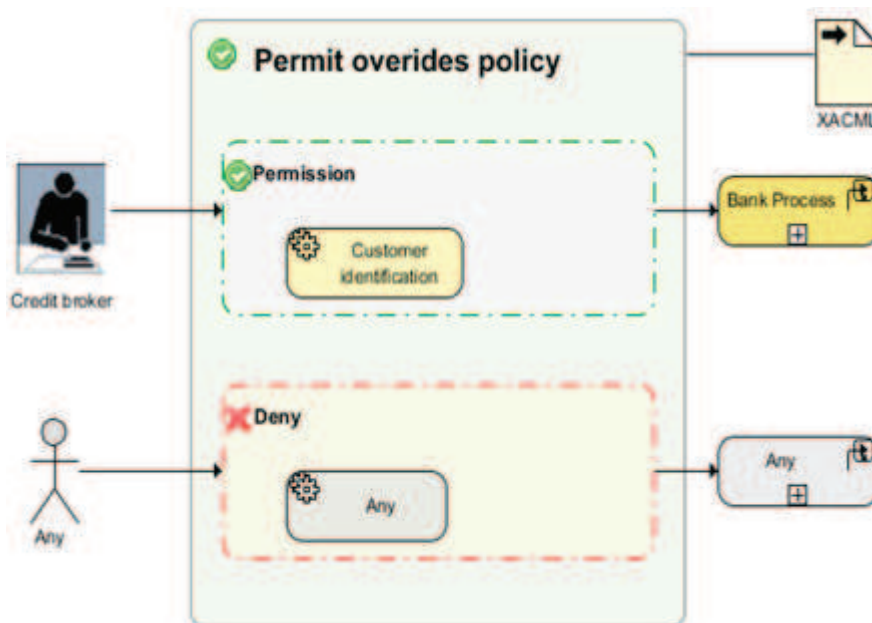 Permit overides policy
XACML
Permission
Bank Process
Customer
identification
Credit broker
Deny
Any
Any
Any